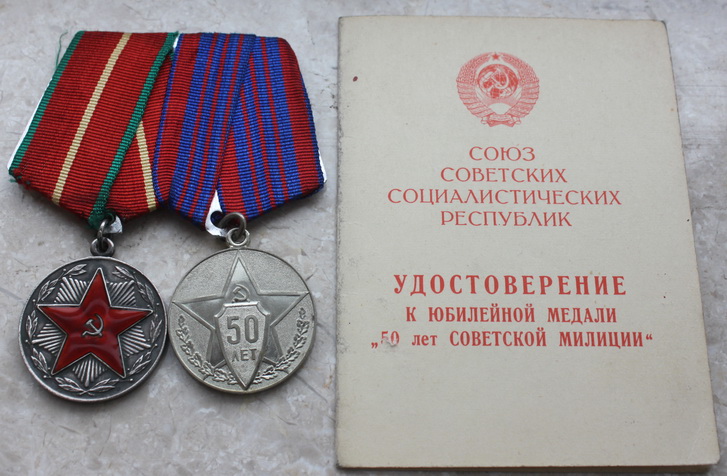 50
ЛЕТ
СОЮЗ
СОВЕТСКИХ
СОЦИАЛИСТИЧЕСКИХ
РЕСПУБЛИК
УДОСТОВЕРЕНИЕ
К ЮБИЛЕЙНОЙ МЕДАЛИ
„50 лет СОВЕТСКОЙ МИЛИЦИИ“